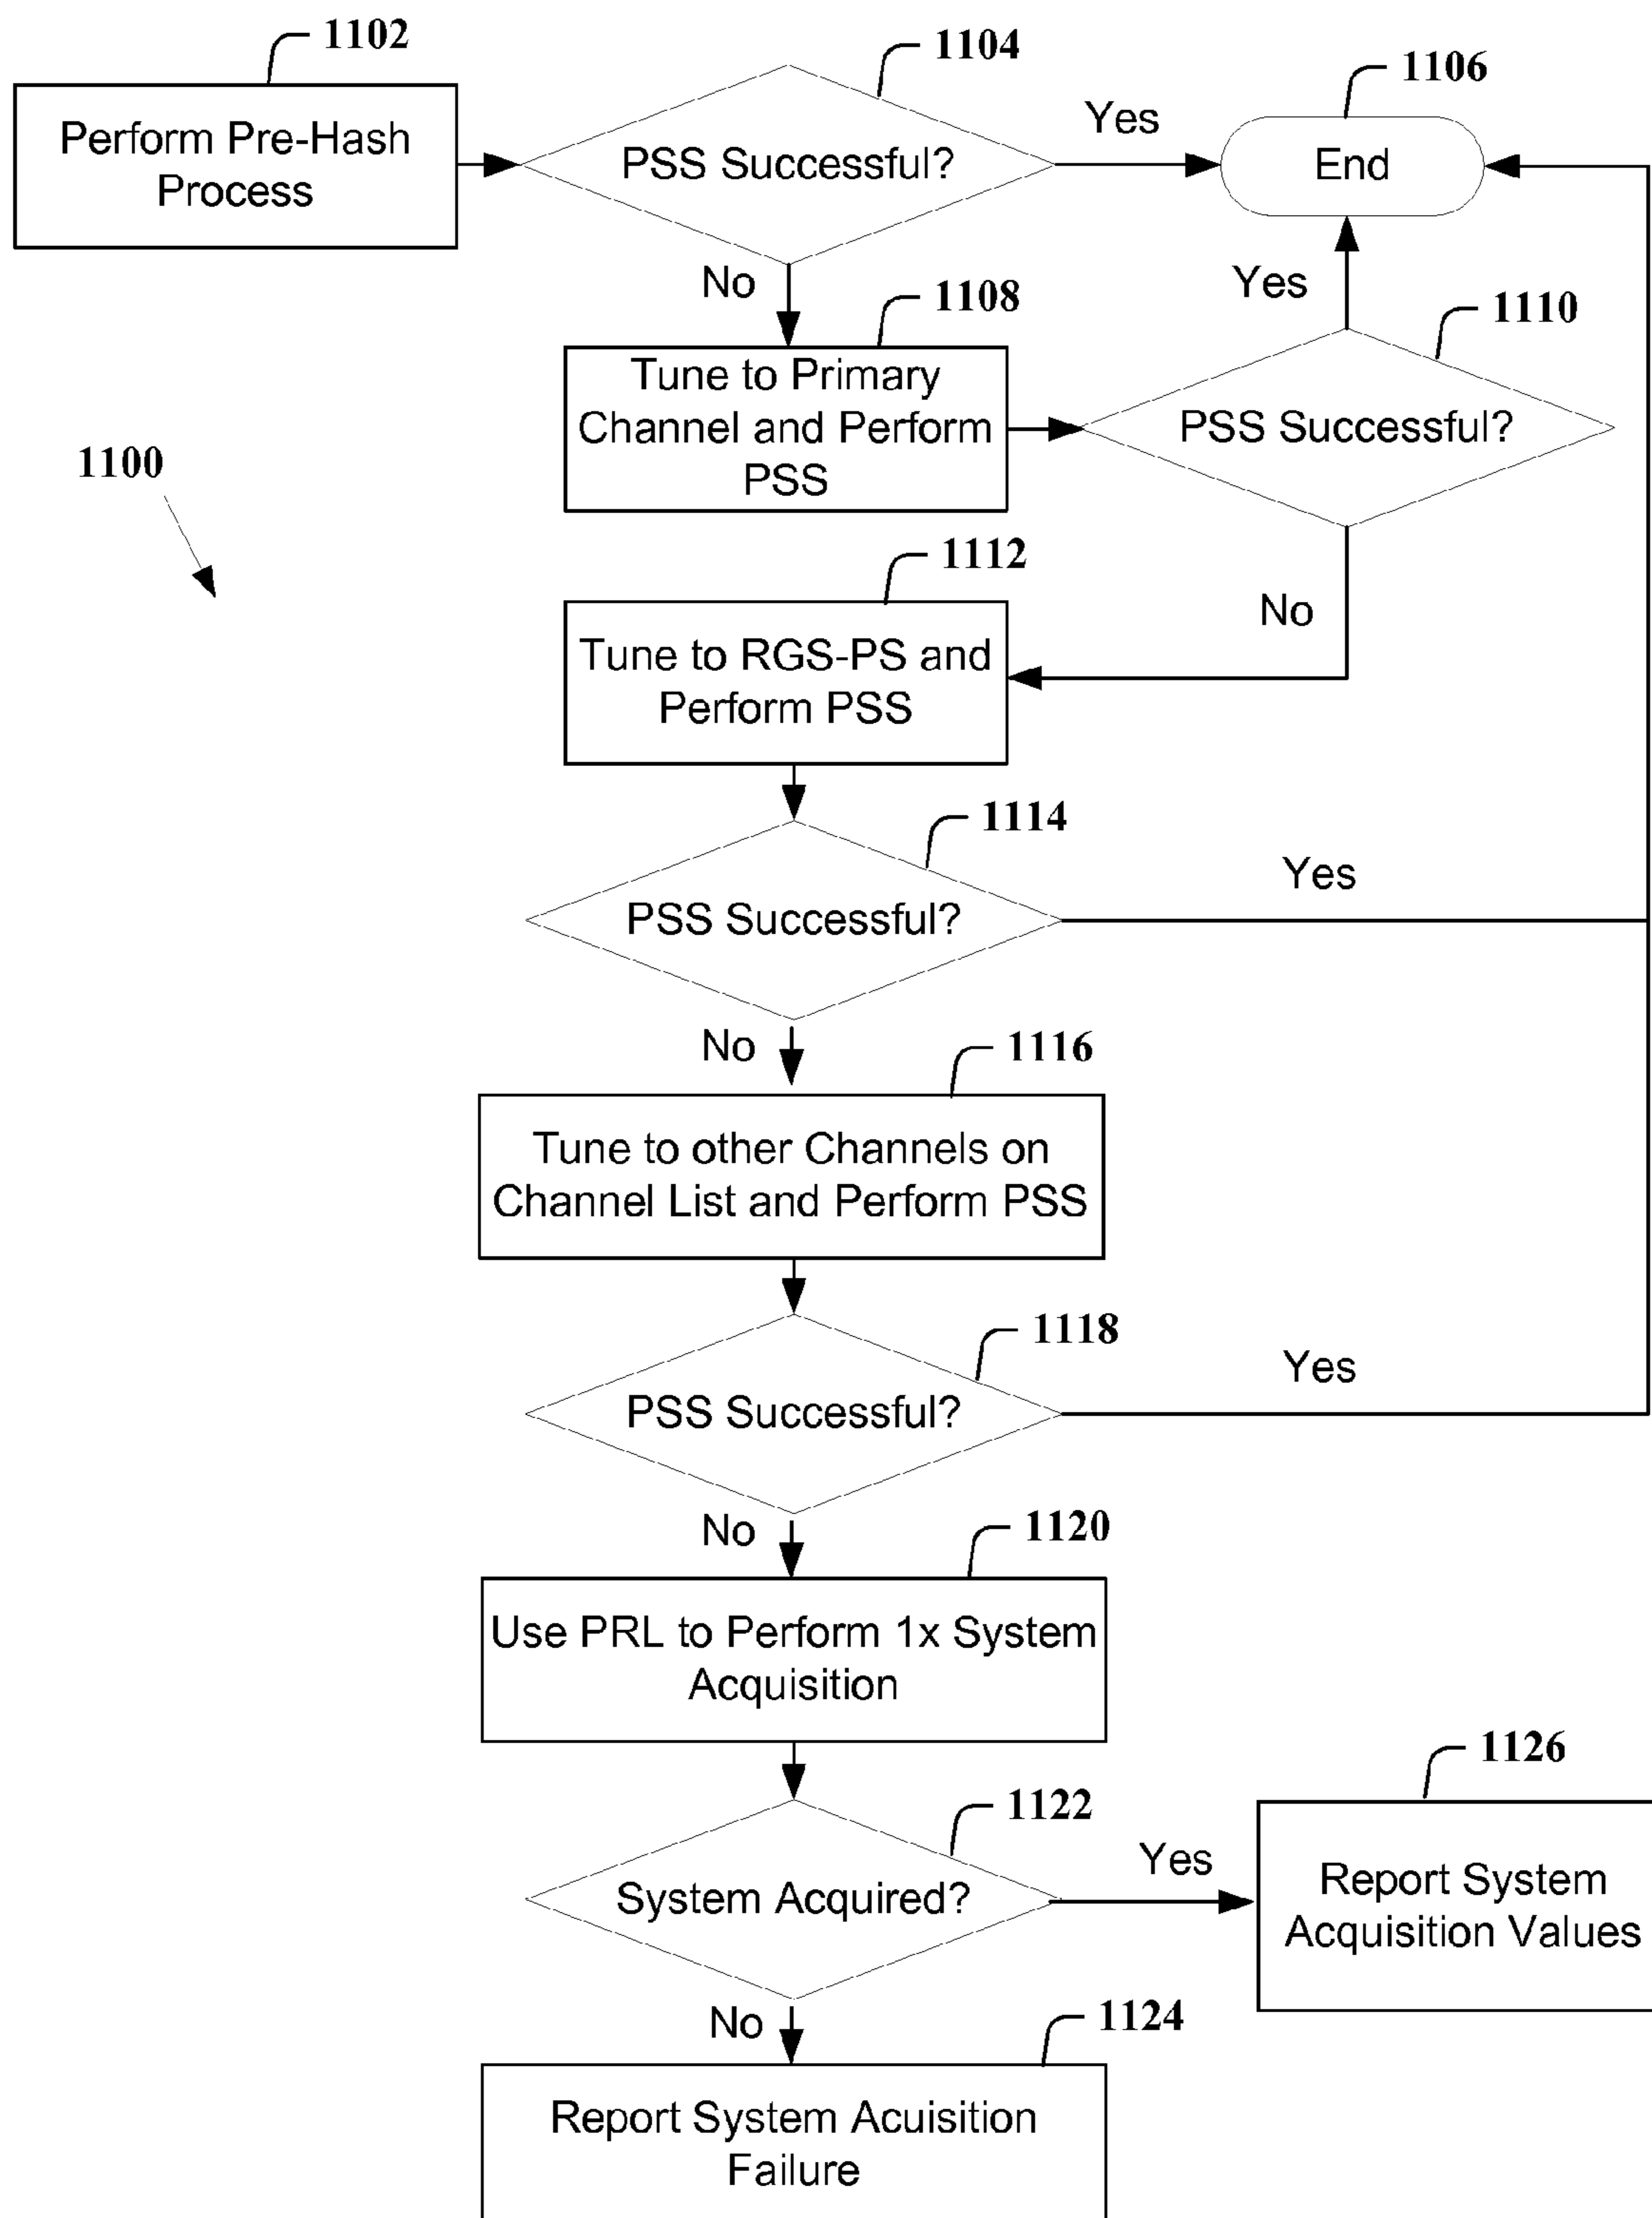 1102
Perform Pre-Hash
Process
1104
PSS Successful?
Yes
1106
End
No
1108
Tune to Primary
Channel and Perform
PSS
Yes
1110
PSS Successful?
1100
No
1112
Tune to RGS-PS and
Perform PSS
1114
PSS Successful?
Yes
No
1116
Tune to other Channels on
Channel List and Perform PSS
1118
PSS Successful?
Yes
No
1120
Use PRL to Perform 1x System
Acquisition
1122
System Acquired?
Yes
1126
Report System
Acquisition Values
No
1124
Report System Acuisition
Failure